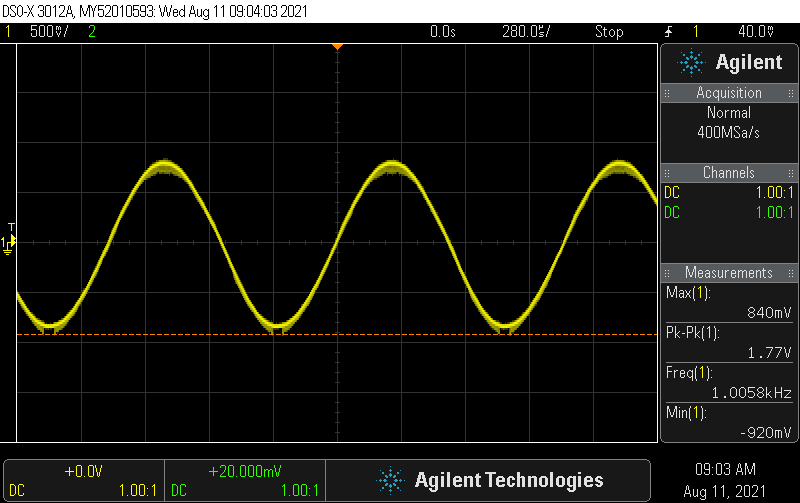 DSO-X 3012A, MY52010593: Wed Aug 11 09:04:03 2021
1 500mV/ 2 0.0s 280.0us/ Stop 1 40.0mV
Agilent
Acquisition
Normal
400MSa/s
Channels
DC 1.00:1
DC 1.00:1
Measurements
Max(1):
840mV
Pk-Pk(1):
1.77V
Freq(1):
1.0058kHz
Min(1):
-920mV
T
1
+0.0V
DC 1.00:1
+20.000mV
DC 1.00:1
Agilent Technologies
09:03 AM
Aug 11, 2021